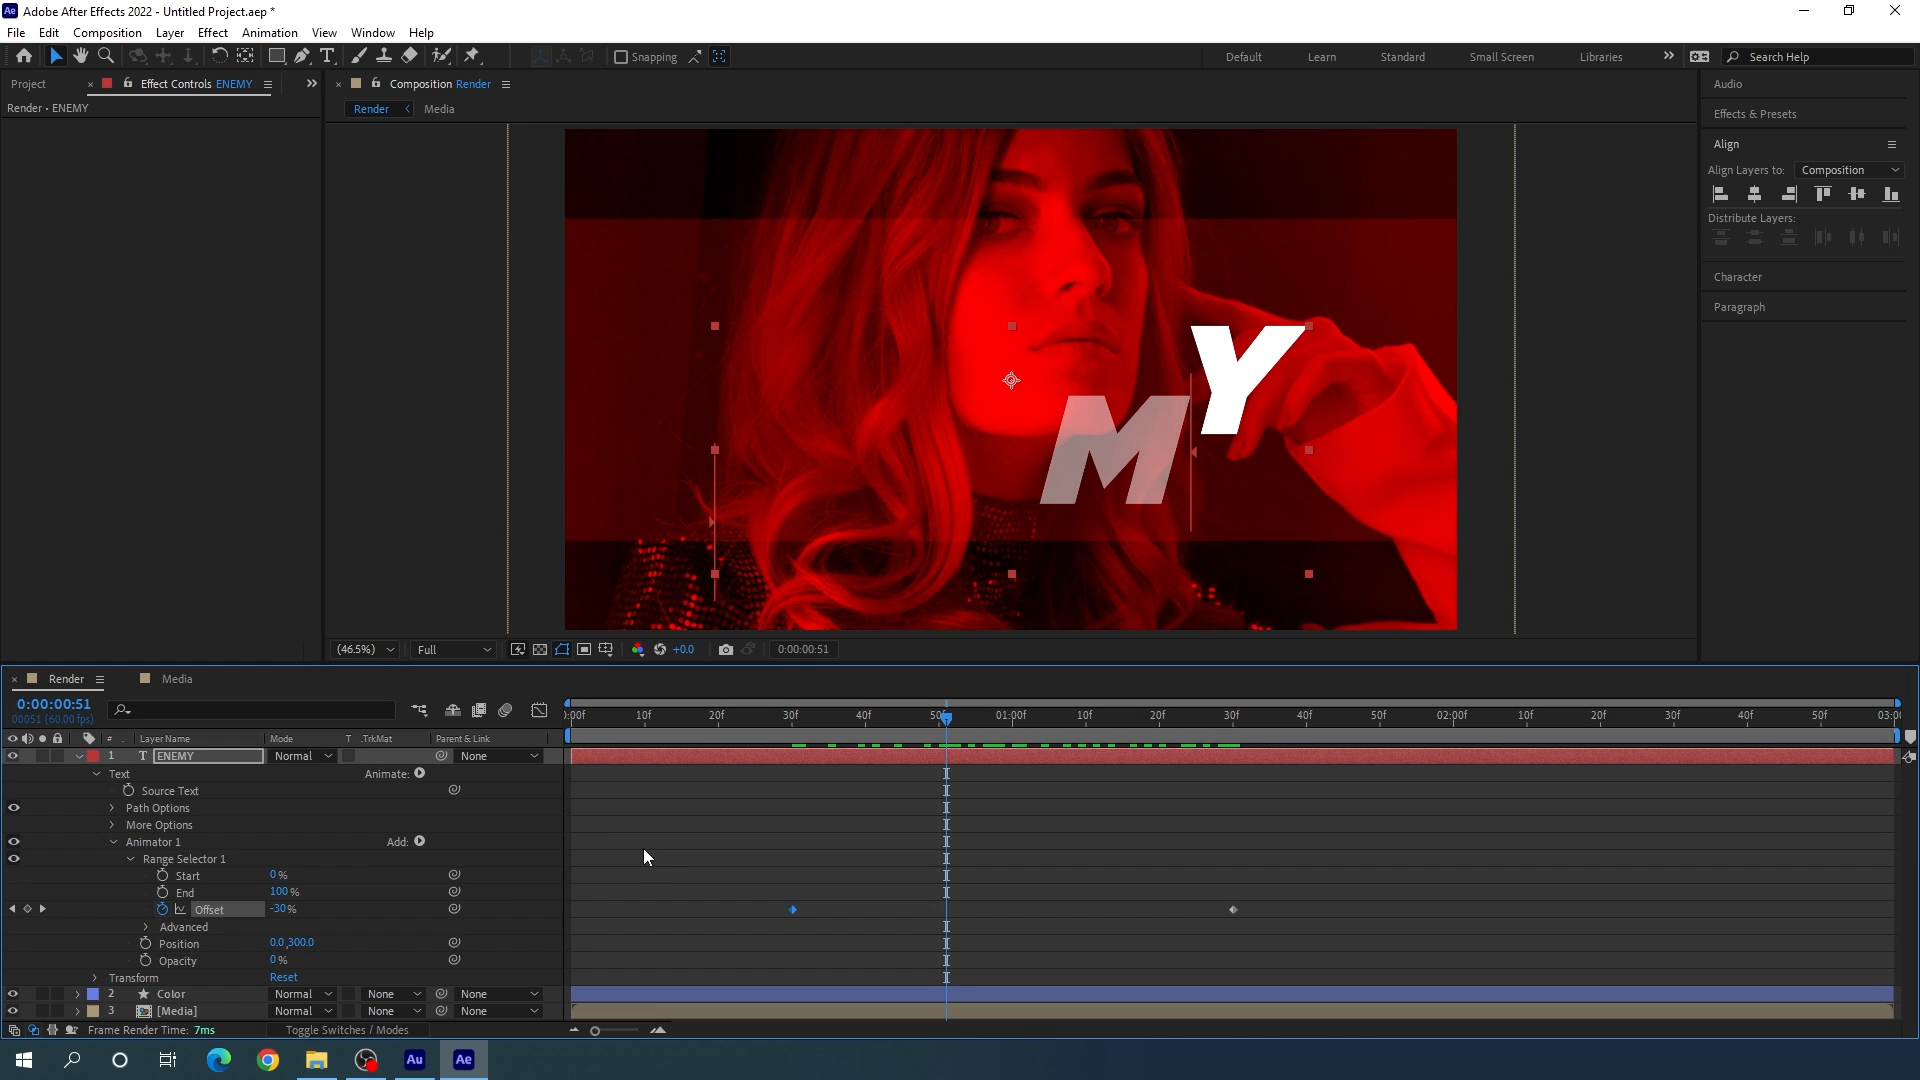 Adobe After Effects 2022 - Untitled Project.aep *
File Edit Composition Layer Effect Animation View Window Help
Snapping Default Learn Standard Small Screen Libraries Search Help
Project Effect Controls ENEMY
Render • ENEMY
Composition Render
Render Media
Audio
Effects & Presets
Align
Align Layers to: Composition
Distribute Layers:
Character
Paragraph
Y
M
(46.5%) Full +0.0 0:00:00:51
Render Media
0:00:00:51
00051 (60.00 fps)
:00f 10f 20f 30f 40f 50f 01:00f 10f 20f 30f 40f 50f 02:00f 10f 20f 30f 40f 50f 03:00
# Layer Name Mode T .TrkMat Parent & Link
1 T ENEMY Normal None
Text Animate:
Source Text
Path Options
More Options
Animator 1 Add:
Range Selector 1
Start 0%
End 100%
Offset -30%
Advanced
Position 0.0,300.0
Opacity 0%
Transform Reset
2 Color Normal None None
3 [Media] Normal None None
Frame Render Time: 7ms Toggle Switches / Modes
Au Ae